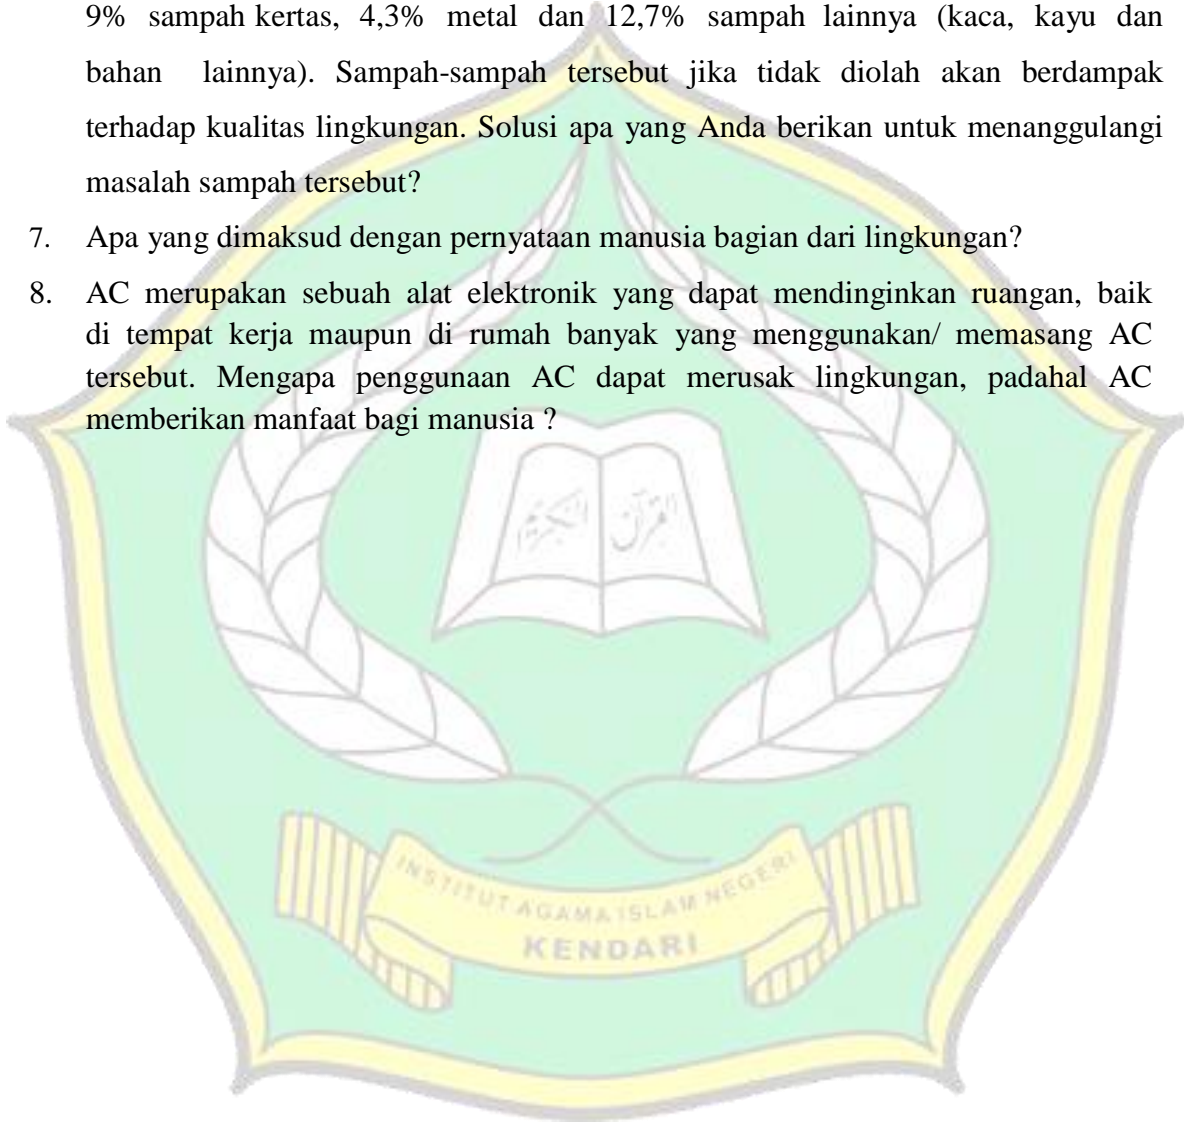 9% sampah kertas, 4,3% metal dan 12,7% sampah lainnya (kaca, kayu dan
bahan lainnya). Sampah-sampah tersebut jika tidak diolah akan berdampak
terhadap kualitas lingkungan. Solusi apa yang Anda berikan untuk menanggulangi
masalah sampah tersebut?
7. Apa yang dimaksud dengan pernyataan manusia bagian dari lingkungan?
8. AC merupakan sebuah alat elektronik yang dapat mendinginkan ruangan, baik
di tempat kerja maupun di rumah banyak yang menggunakan/ memasang AC
tersebut. Mengapa penggunaan AC dapat merusak lingkungan, padahal AC
memberikan manfaat bagi manusia ?
القرآن الكريم
INSTITUT AGAMA ISLAM NEGERI
KENDARI